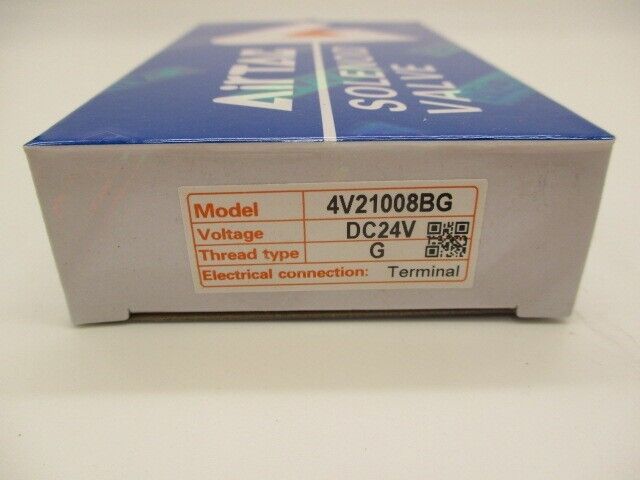 AirTAC
SOLENOID
VALVE
Model 4V21008BG
Voltage DC24V
Thread type G
Electrical connection: Terminal